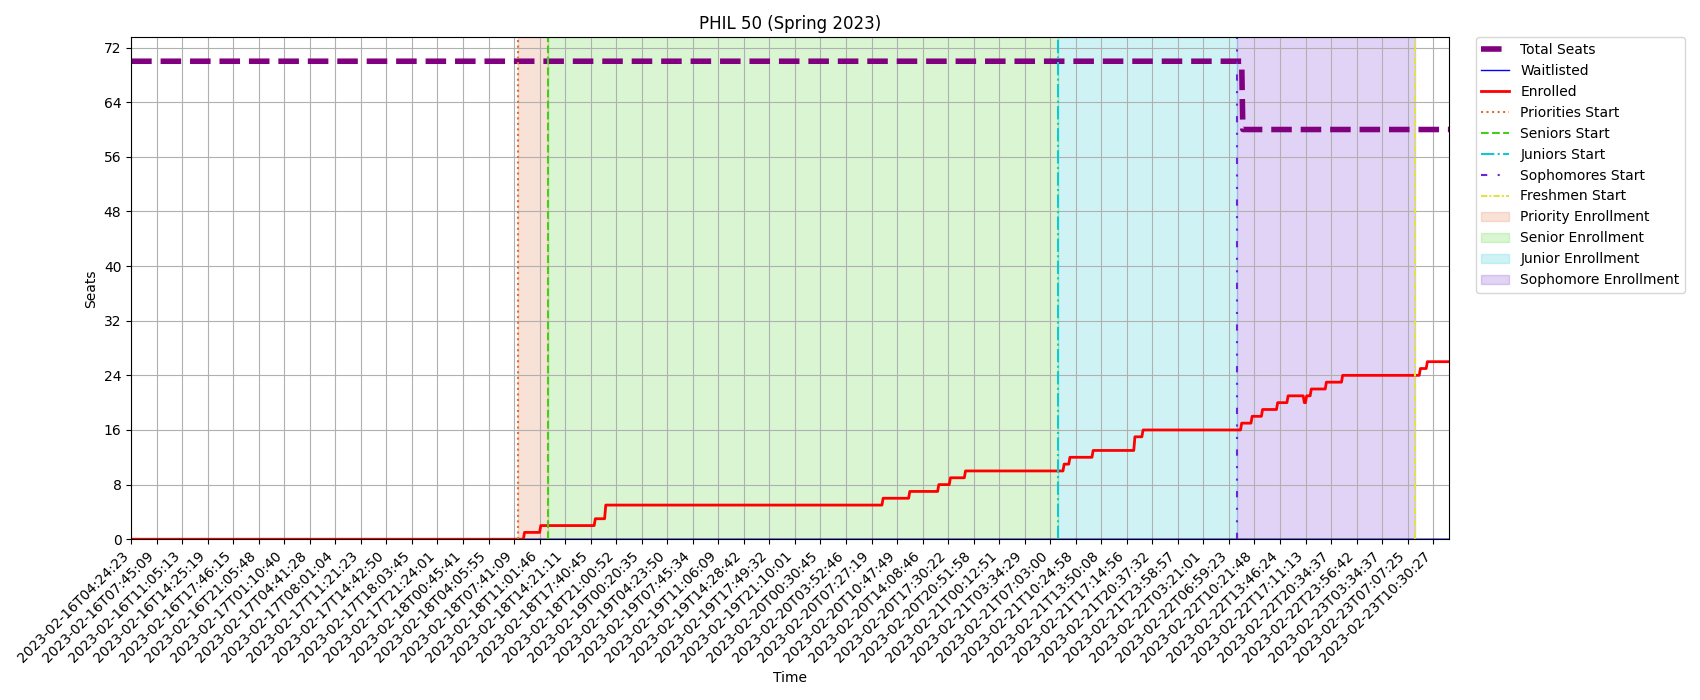 PHIL 50 (Spring 2023)
72
64
56
48
40
32
24
16
8
0
Seats
2023-02-16T04:24:23
2023-02-16T07:45:09
2023-02-16T11:05:13
2023-02-16T14:25:19
2023-02-16T17:46:15
2023-02-16T21:05:48
2023-02-17T01:10:40
2023-02-17T04:41:28
2023-02-17T08:01:04
2023-02-17T11:21:23
2023-02-17T14:42:50
2023-02-17T18:03:45
2023-02-17T21:24:01
2023-02-18T00:45:41
2023-02-18T04:05:55
2023-02-18T07:41:09
2023-02-18T11:01:46
2023-02-18T14:21:11
2023-02-18T17:40:45
2023-02-18T21:00:52
2023-02-19T00:20:35
2023-02-19T04:23:50
2023-02-19T07:45:34
2023-02-19T11:06:09
2023-02-19T14:28:42
2023-02-19T17:49:32
2023-02-19T21:10:01
2023-02-20T00:30:45
2023-02-20T03:52:46
2023-02-20T07:27:19
2023-02-20T10:47:49
2023-02-20T14:08:46
2023-02-20T17:30:22
2023-02-20T20:51:58
2023-02-21T00:12:51
2023-02-21T03:34:29
2023-02-21T07:03:00
2023-02-21T10:24:58
2023-02-21T13:50:08
2023-02-21T17:14:56
2023-02-21T20:37:32
2023-02-21T23:58:57
2023-02-22T03:21:01
2023-02-22T06:59:23
2023-02-22T10:21:48
2023-02-22T13:46:24
2023-02-22T17:11:13
2023-02-22T20:34:37
2023-02-22T23:56:42
2023-02-23T03:34:37
2023-02-23T07:07:25
2023-02-23T10:30:27
Time
Total Seats
Waitlisted
Enrolled
Priorities Start
Seniors Start
Juniors Start
Sophomores Start
Freshmen Start
Priority Enrollment
Senior Enrollment
Junior Enrollment
Sophomore Enrollment